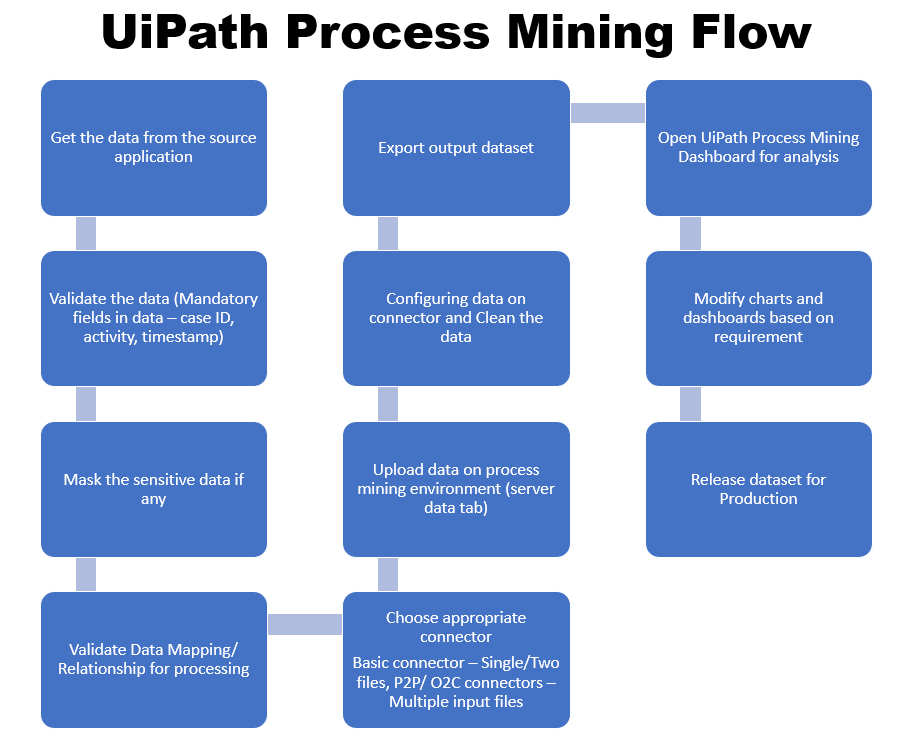 UiPath Process Mining Flow
Get the data from the source
application
Validate the data (Mandatory
fields in data – case ID,
activity, timestamp)
Mask the sensitive data if
any
Validate Data Mapping/
Relationship for processing
Choose appropriate
connector
Basic connector – Single/Two
files, P2P/ O2C connectors –
Multiple input files
Upload data on process
mining environment (server
data tab)
Configuring data on
connector and Clean the
data
Export output dataset
Open UiPath Process Mining
Dashboard for analysis
Modify charts and
dashboards based on
requirement
Release dataset for
Production